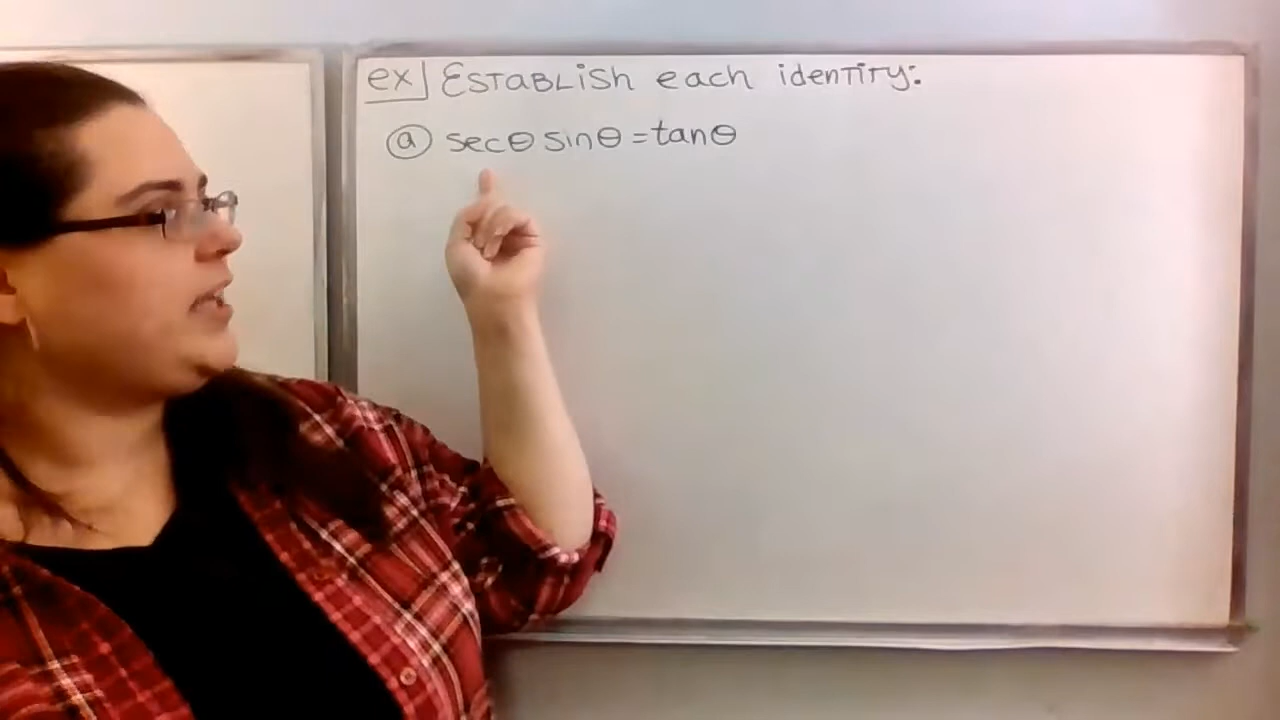 ex] Establish each identity:
ⓐ secθ sinθ = tanθ